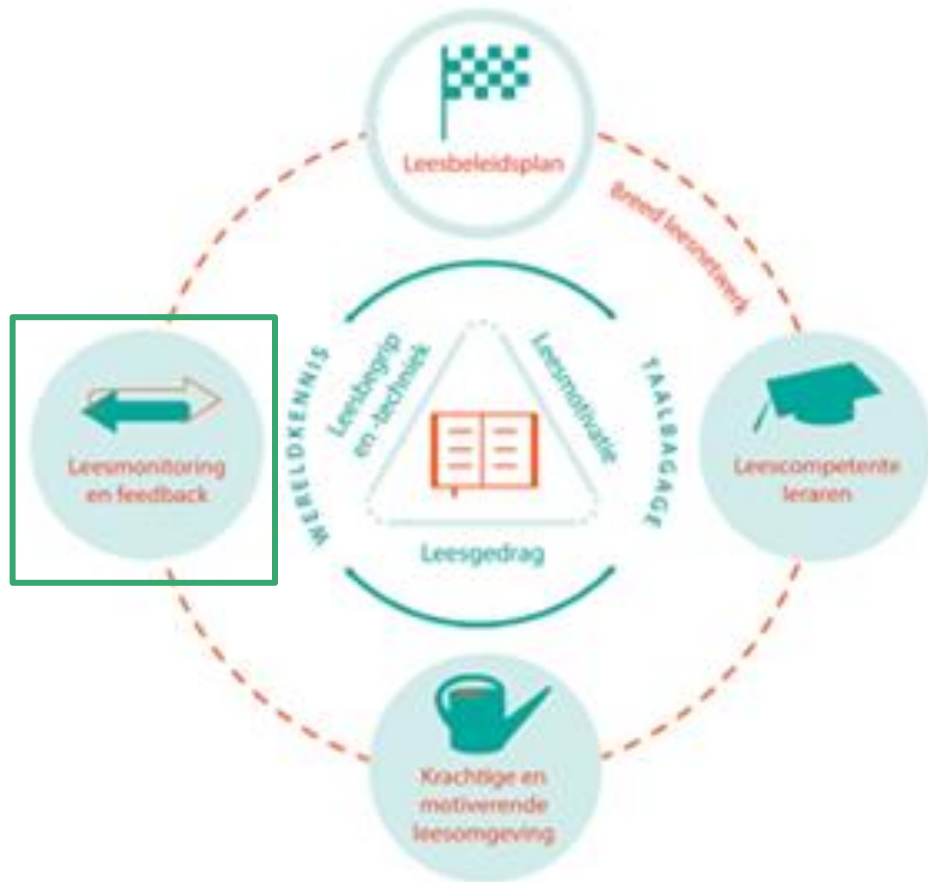 Leesbeleidsplan
Breed leesnetwerk
WERELDKENNIS
Leesbegrip
en -techniek
Leesmotivatie
TAALBAGAGE
Leesmonitoring
en feedback
Leescompetente
leraren
Leesgedrag
Krachtige en
motiverende
leesomgeving